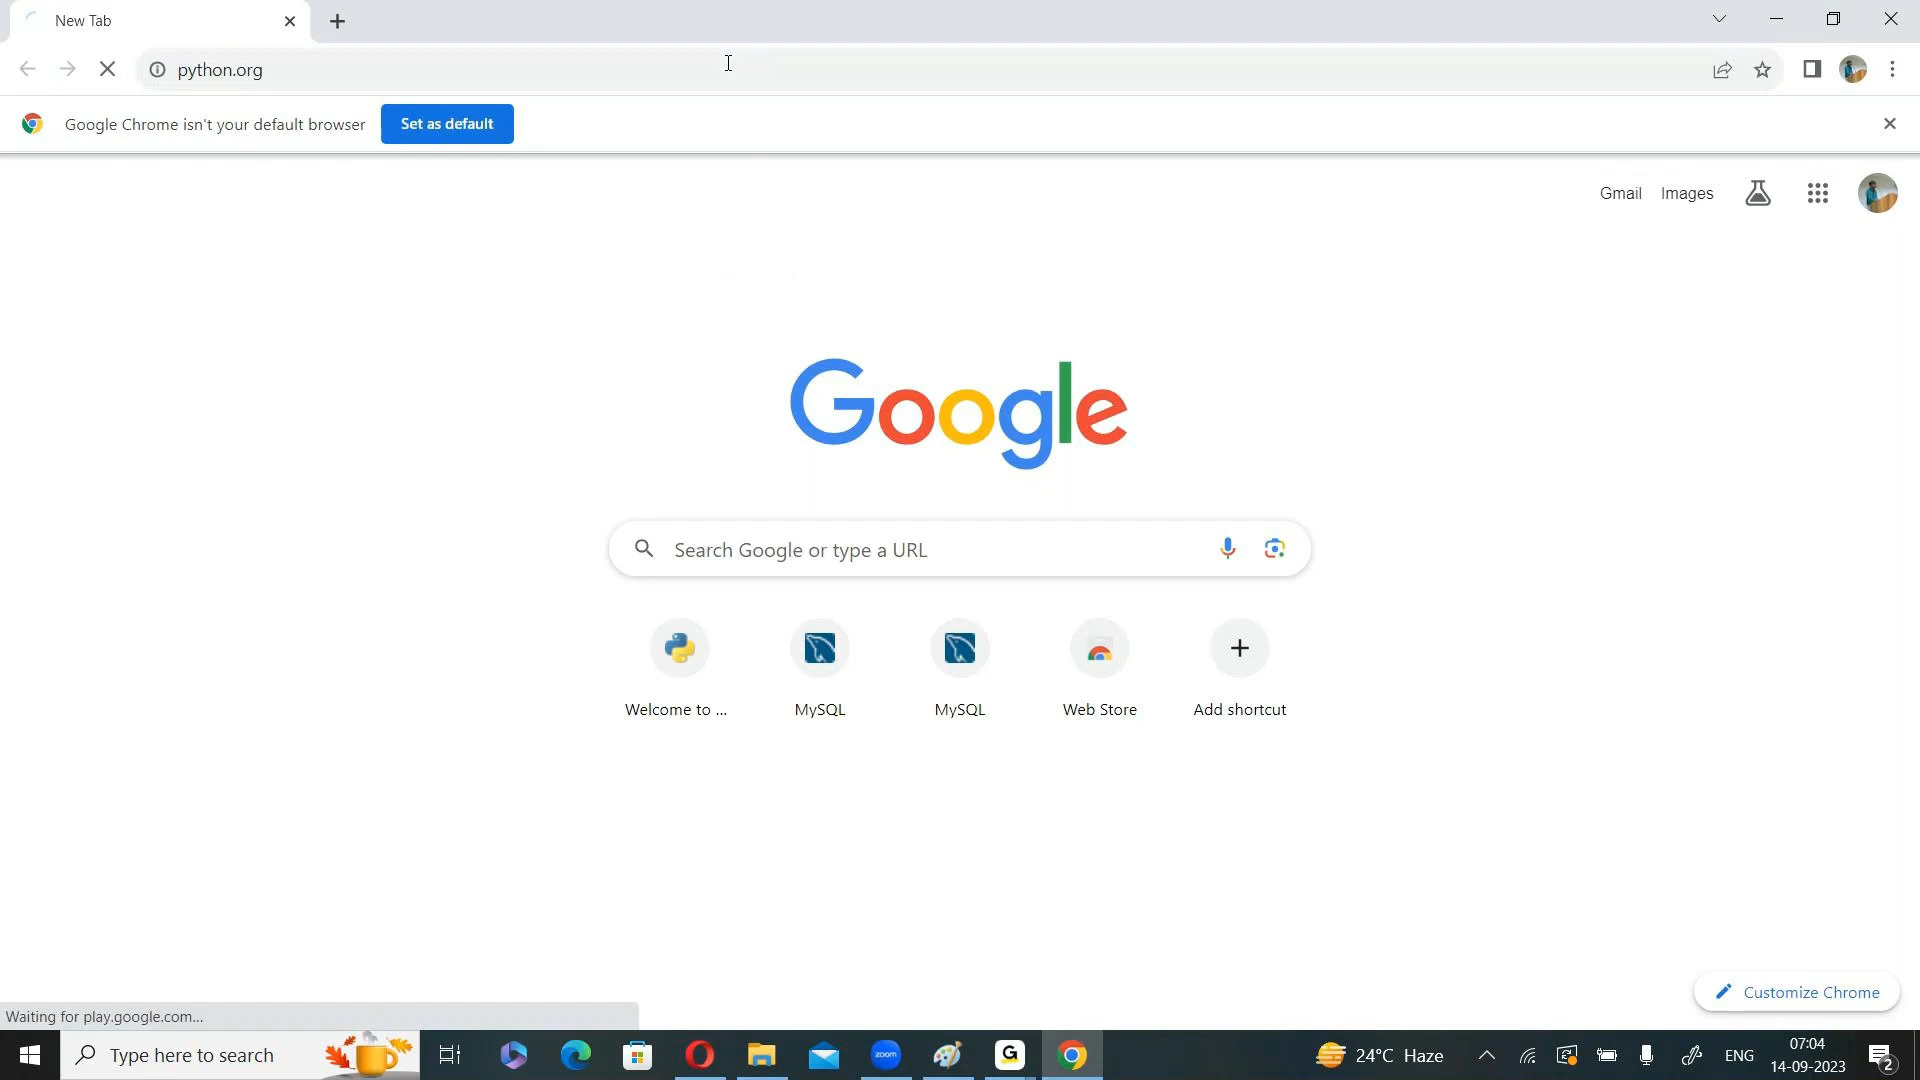 New Tab
python.org
Google Chrome isn't your default browser
Set as default
Gmail
Images
Google
Search Google or type a URL
Welcome to ...
MySQL
MySQL
Web Store
Add shortcut
Customize Chrome
Waiting for play.google.com...
Type here to search
zoom
G
24°C Haze
ENG
07:04
14-09-2023
2